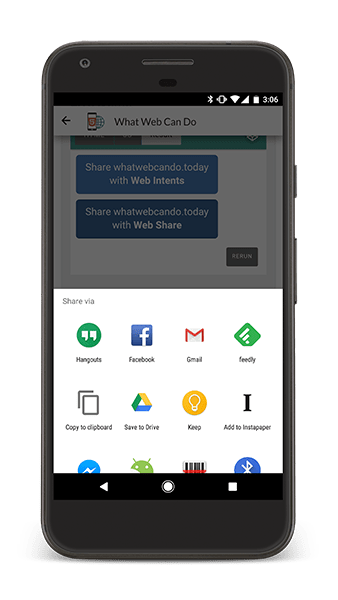 3:06
What Web Can Do
Share whatwebcando.today
with Web Intents
Share whatwebcando.today
with Web Share
RERUN
Share via
Hangouts
Facebook
Gmail
feedly
Copy to clipboard
Save to Drive
Keep
Add to Instapaper